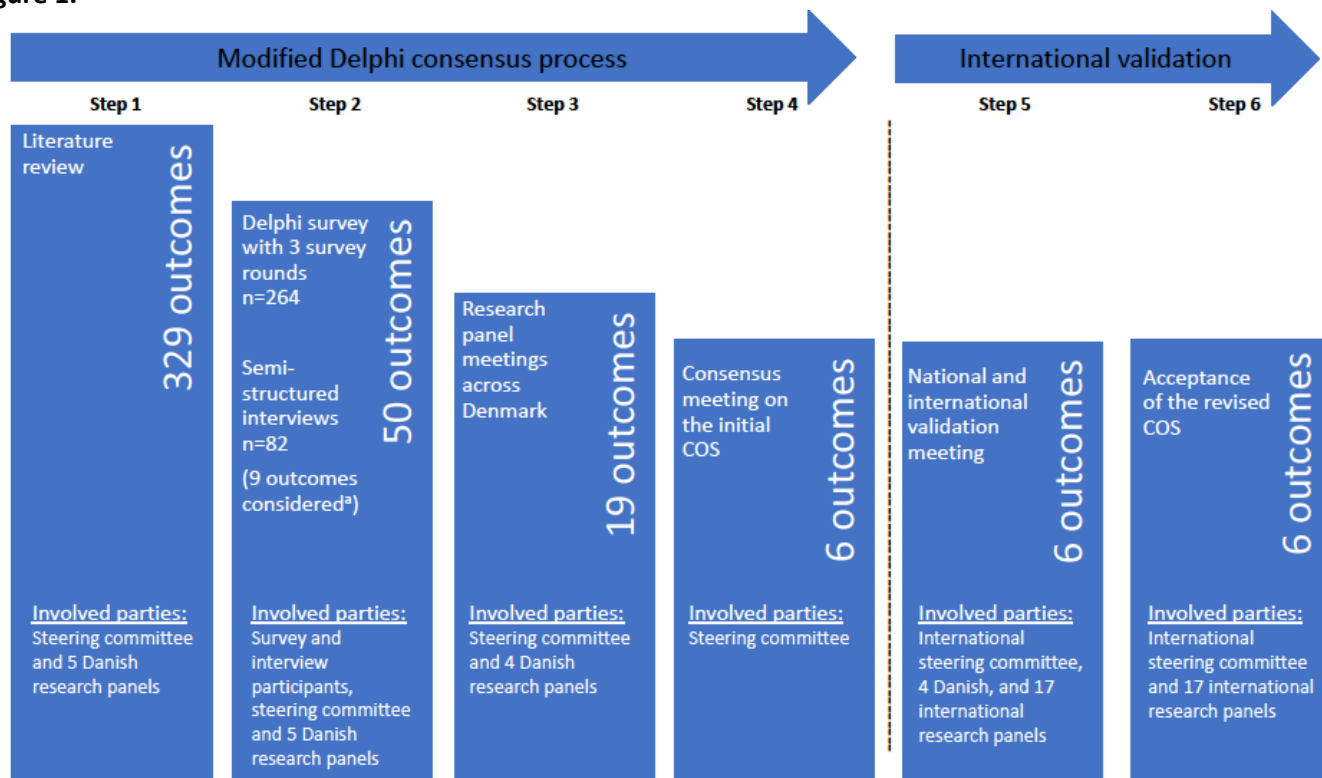 gure 1.
Modified Delphi consensus process
International validation
Step 1
Step 2
Step 3
Step 4
Step 5
Step 6
Literature
review
329 outcomes
Involved parties:
Steering committee
and 5 Danish
research panels
Delphi survey
with 3 survey
rounds
n=264
Semi-
structured
interviews
n=82
(9 outcomes
consideredª)
50 outcomes
Involved parties:
Survey and
interview
participants,
steering committee
and 5 Danish
research panels
Research
panel
meetings
across
Denmark
19 outcomes
Involved parties:
Steering committee
and 4 Danish
research panels
Consensus
meeting on
the initial
COS
6 outcomes
Involved parties:
Steering committee
National and
international
validation
meeting
6 outcomes
Involved parties:
International
steering committee,
4 Danish, and 17
international
research panels
Acceptance
of the revised
COS
6 outcomes
Involved parties:
International
steering committee
and 17 international
research panels